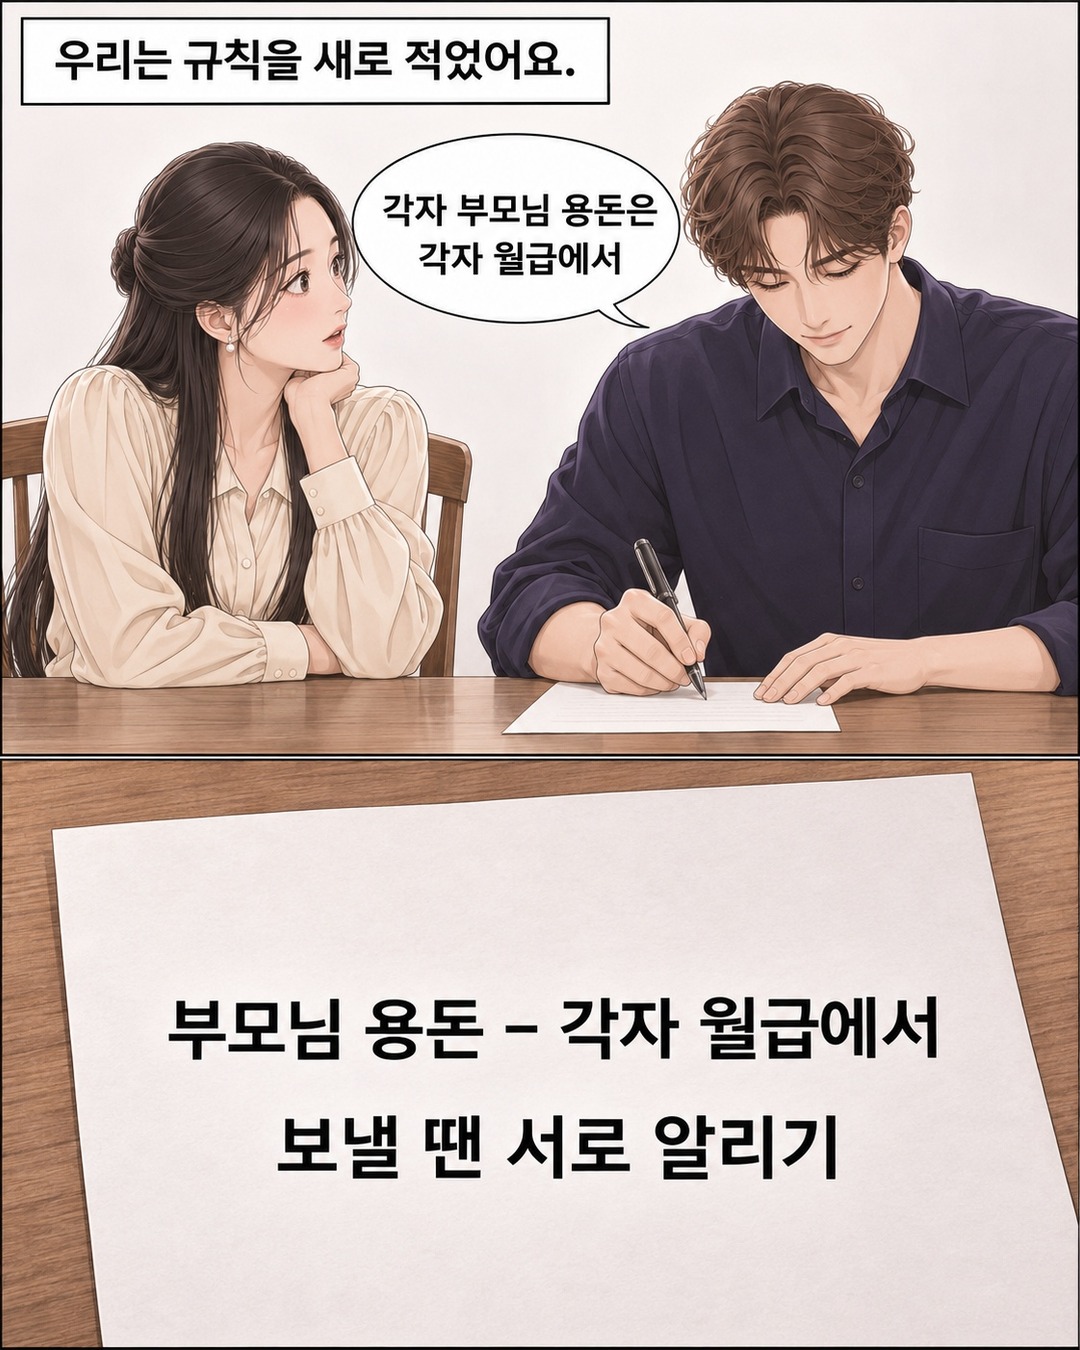 우리는 규칙을 새로 적었어요.
각자 부모님 용돈은
각자 월급에서
부모님 용돈 – 각자 월급에서
보낼 땐 서로 알리기